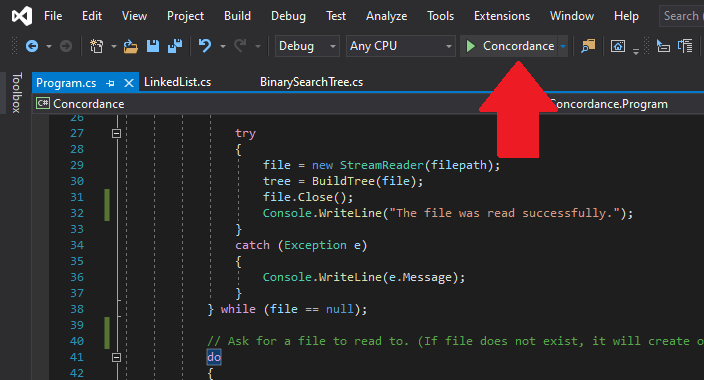 File Edit View Project Build Debug Test Analyze Tools Extensions Window Help Search (
Debug Any CPU Concordance
Program.cs LinkedList.cs BinarySearchTree.cs
Toolbox
C# Concordance Concordance.Program
26
27 try
28 {
29 file = new StreamReader(filepath);
30 tree = BuildTree(file);
31 file.Close();
32 Console.WriteLine("The file was read successfully.");
33 }
34 catch (Exception e)
35 {
36 Console.WriteLine(e.Message);
37 }
38 } while (file == null);
39
40 // Ask for a file to read to. (If file does not exist, it will create o
41 do
42 {